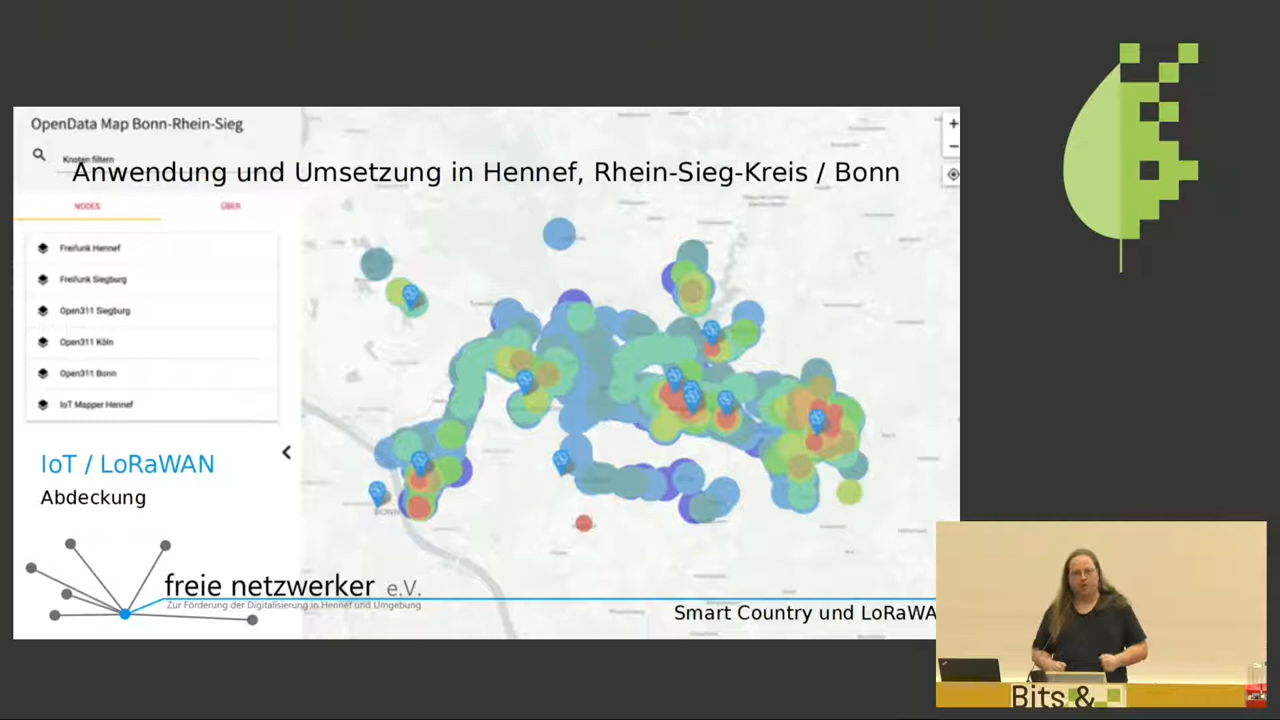 OpenData Map Bonn-Rhein-Sieg
Knoten filtern
Anwendung und Umsetzung in Hennef, Rhein-Sieg-Kreis / Bonn
NODES
ÜBER
Freifunk Hennef
Freifunk Siegburg
Open311 Siegburg
Open311 Köln
Open311 Bonn
IoT Mapper Hennef
IoT / LoRaWAN
Abdeckung
BONN
freie netzwerker e.V.
Zur Förderung der Digitalisierung in Hennef und Umgebung
Smart Country und LoRaWA
Bits &